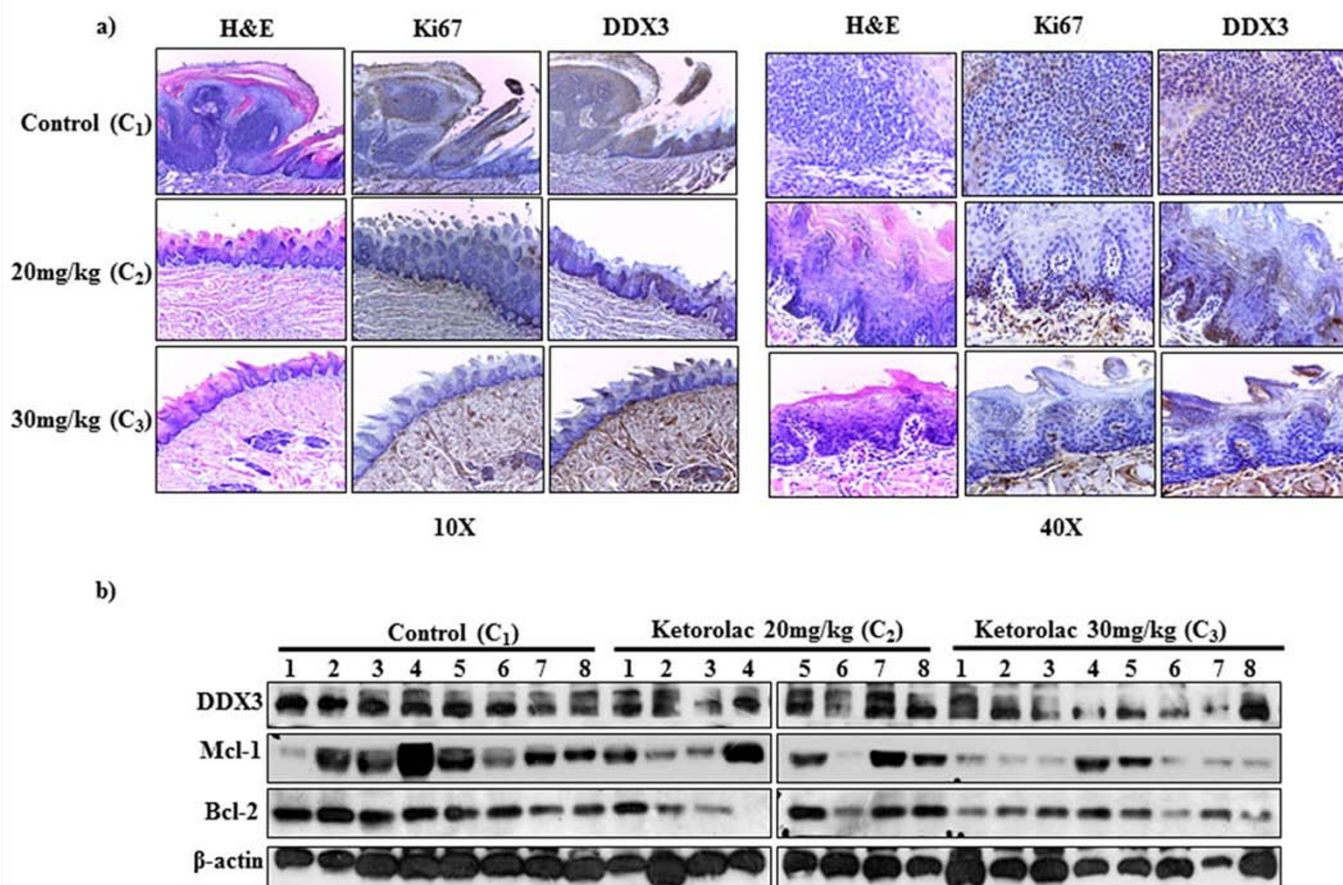 a)
H&E Ki67 DDX3 H&E Ki67 DDX3
Control (C₁)
20mg/kg (C₂)
30mg/kg (C₃)
10X 40X
b)
Control (C₁) Ketorolac 20mg/kg (C₂) Ketorolac 30mg/kg (C₃)
1 2 3 4 5 6 7 8 1 2 3 4 5 6 7 8 1 2 3 4 5 6 7 8
DDX3
Mcl-1
Bcl-2
β-actin